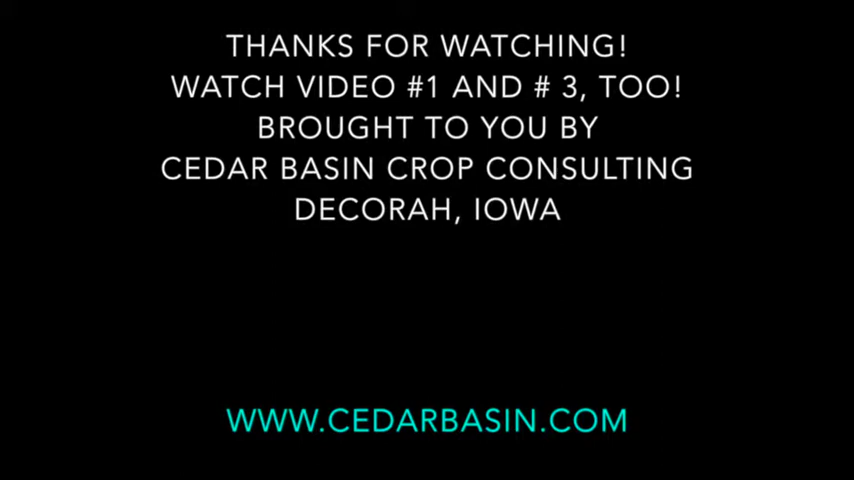 THANKS FOR WATCHING!
WATCH VIDEO #1 AND # 3, TOO!
BROUGHT TO YOU BY
CEDAR BASIN CROP CONSULTING
DECORAH, IOWA
WWW.CEDARBASIN.COM